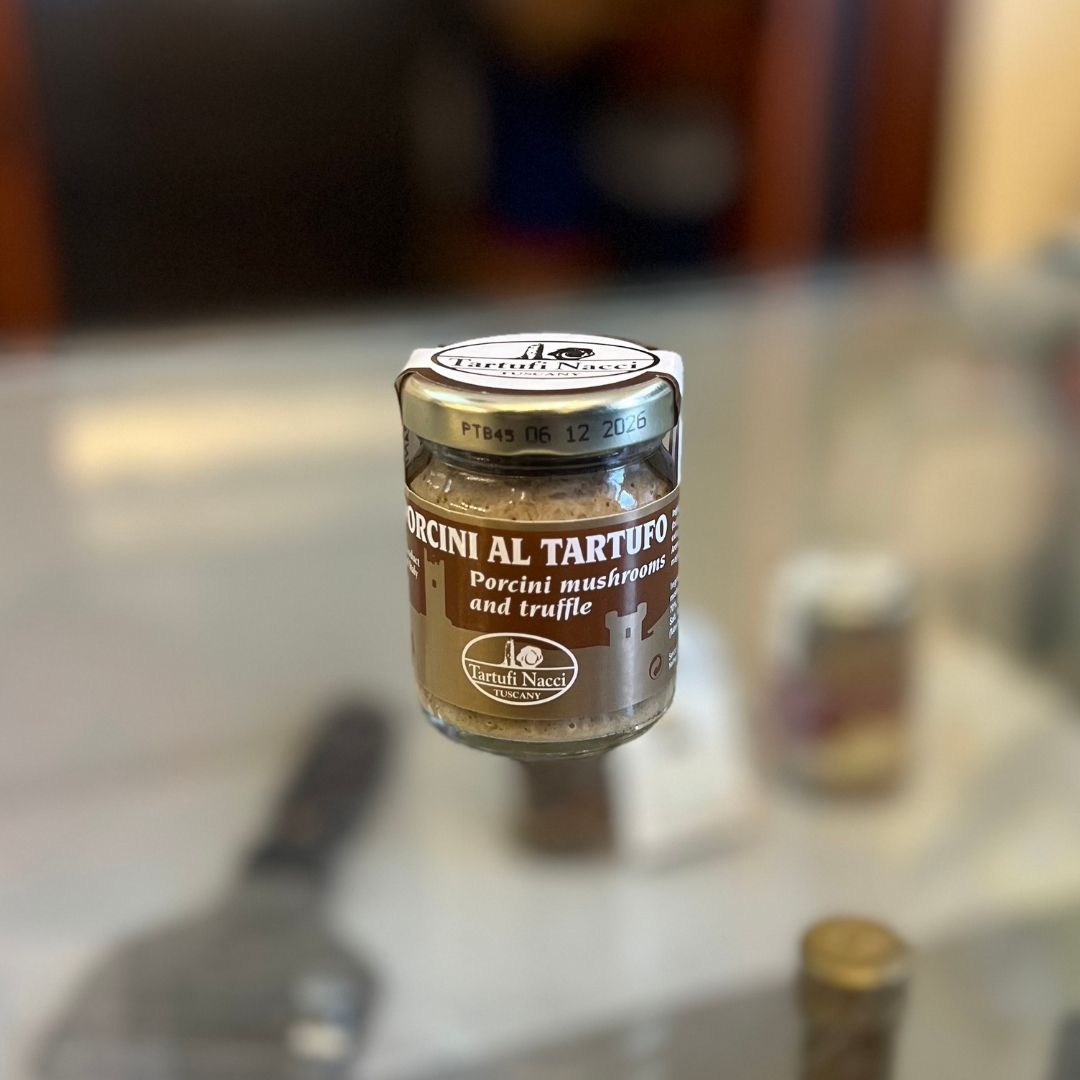 Tartufi Nacci
TUSCANY
PTB45 06 12 2026
ORCINI AL TARTUFO
Porcini mushrooms
and truffle
Tartufi Nacci
TUSCANY